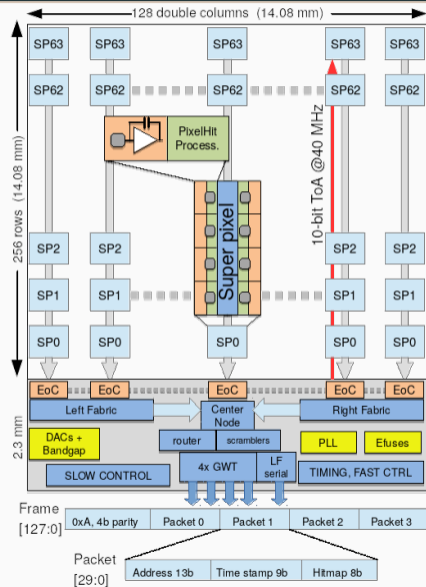 128 double columns (14.08 mm)
256 rows (14.08 mm)
SP63 SP63 SP63 SP63 SP63
SP62 SP62 SP62 SP62 SP62
PixelHit
Process.
10-bit ToA @40 MHz
Super pixel
SP2 SP2 SP2 SP2
SP1 SP1 SP1 SP1
SP0 SP0 SP0 SP0 SP0
2.3 mm
EoC EoC EoC EoC EoC
Left Fabric
Center
Node
Right Fabric
DACs +
Bandgap
router
scramblers
PLL
Efuses
SLOW CONTROL
4x GWT
LF
serial
TIMING, FAST CTRL
Frame
[127:0]
0xA, 4b parity
Packet 0
Packet 1
Packet 2
Packet 3
Packet
[29:0]
Address 13b
Time stamp 9b
Hitmap 8b